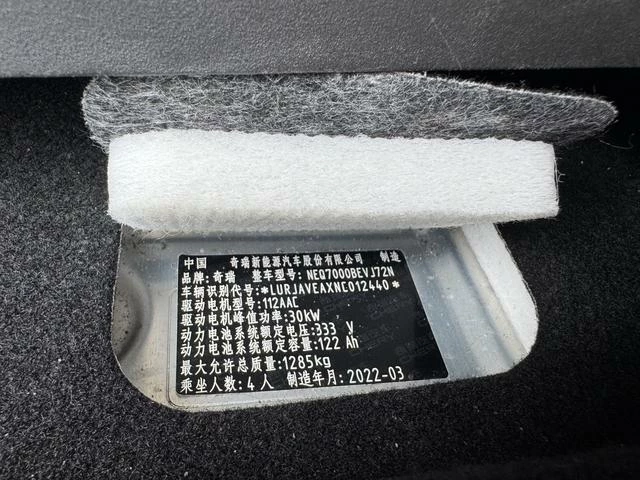 中国 奇瑞新能源汽车股份有限公司 制造
品牌:奇瑞 整车型号:NEQ7000BEVJ72N
车辆识别代号:*LURJAVEAXNE012440*
驱动电机型号:112AAC
驱动电机峰值功率:30kW
动力电池系统额定电压:333 V
动力电池系统额定容量:122 Ah
最大允许总质量:1285kg
乘坐人数:4 人 制造年月:2022-03